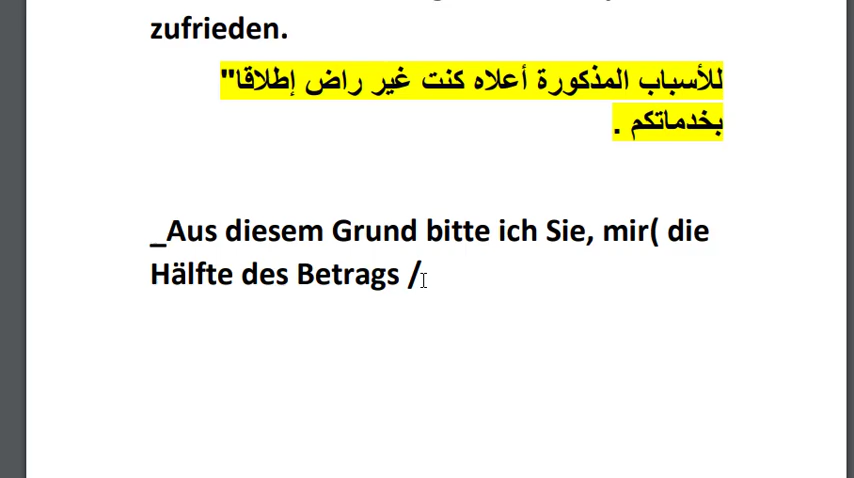 zufrieden.
للأسباب المذكورة أعلاه كنت غير راض إطلاقا"
بخدماتكم .
_Aus diesem Grund bitte ich Sie, mir( die
Hälfte des Betrags /